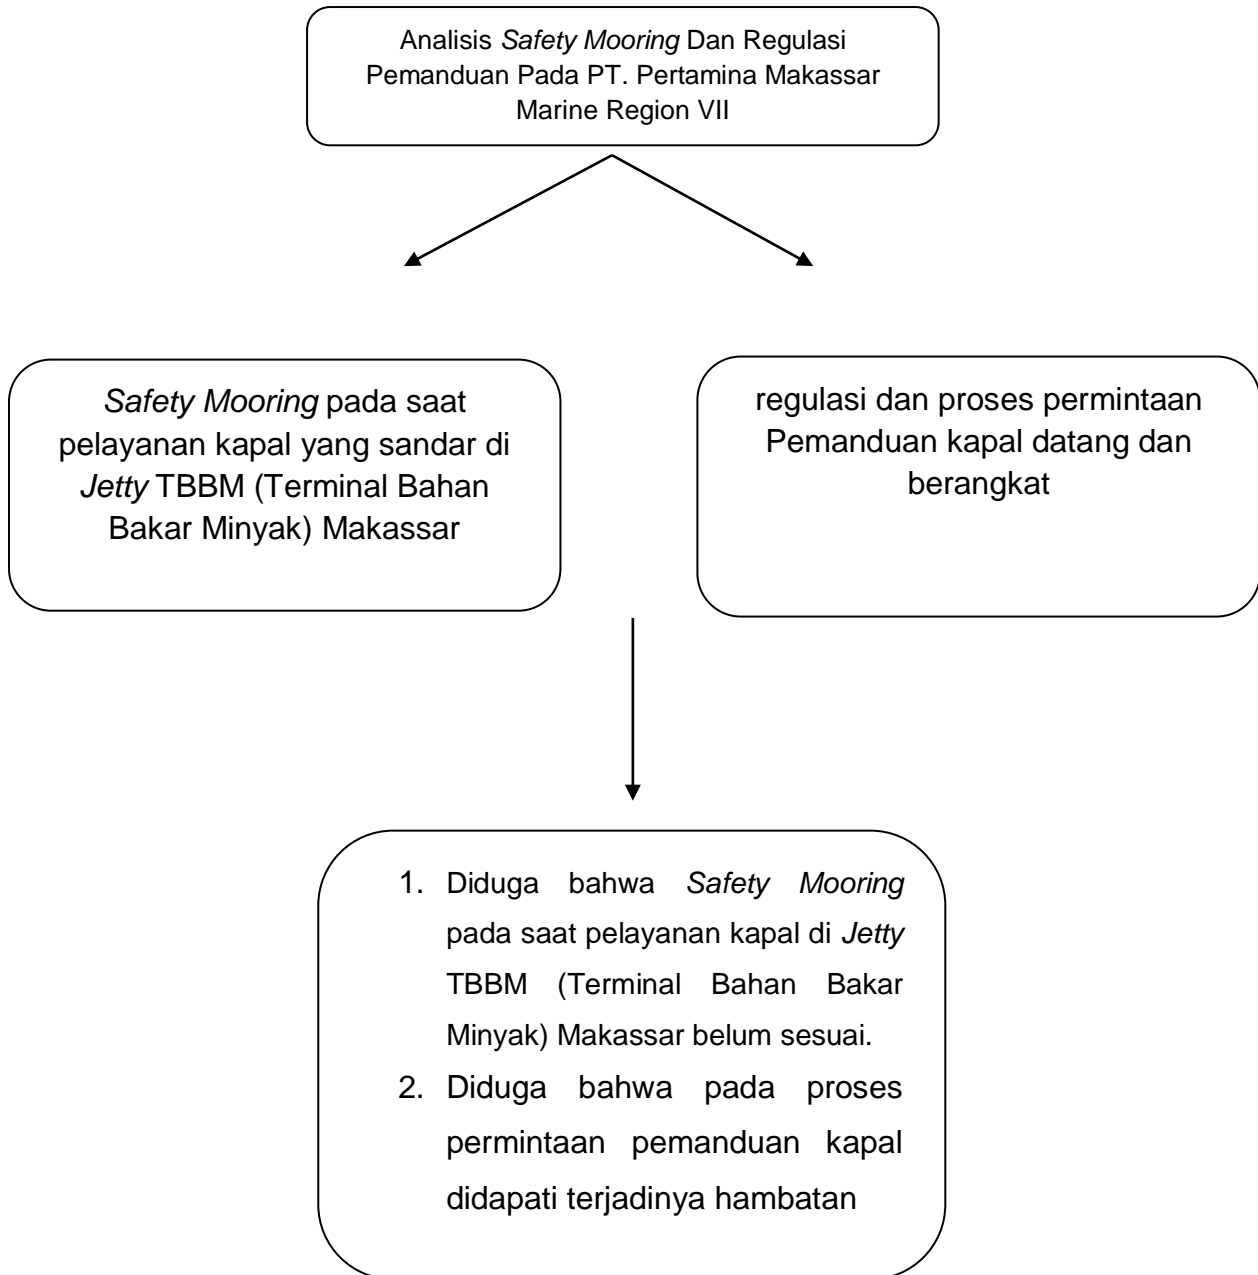 Analisis Safety Mooring Dan Regulasi
Pemanduan Pada PT. Pertamina Makassar
Marine Region VII
Safety Mooring pada saat
pelayanan kapal yang sandar di
Jetty TBBM (Terminal Bahan
Bakar Minyak) Makassar
regulasi dan proses permintaan
Pemanduan kapal datang dan
berangkat
1. Diduga bahwa Safety Mooring
pada saat pelayanan kapal di Jetty
TBBM (Terminal Bahan Bakar
Minyak) Makassar belum sesuai.
2. Diduga bahwa pada proses
permintaan pemanduan kapal
didapati terjadinya hambatan